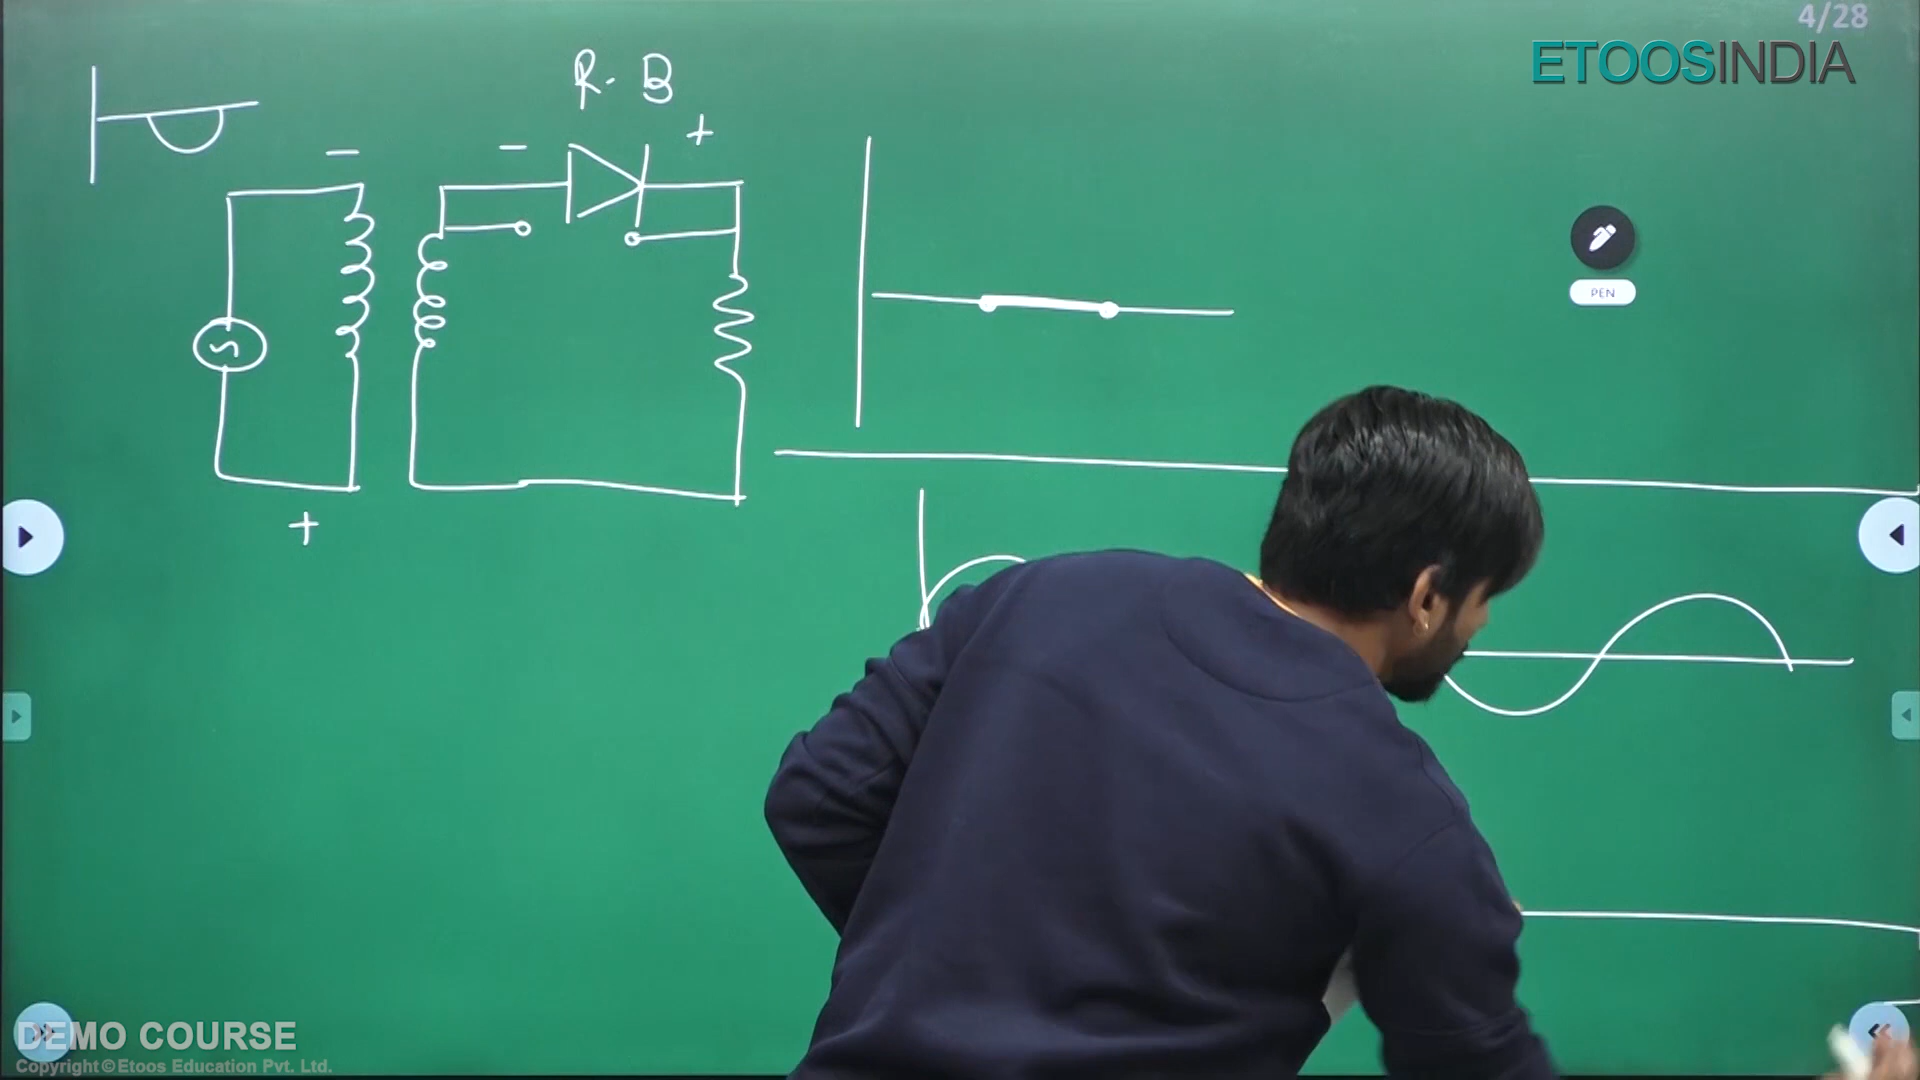 4/28
ETOOSINDIA
R. B
- - +
PEN
+
DEMO COURSE
Copyright © Etoos Education Pvt. Ltd.